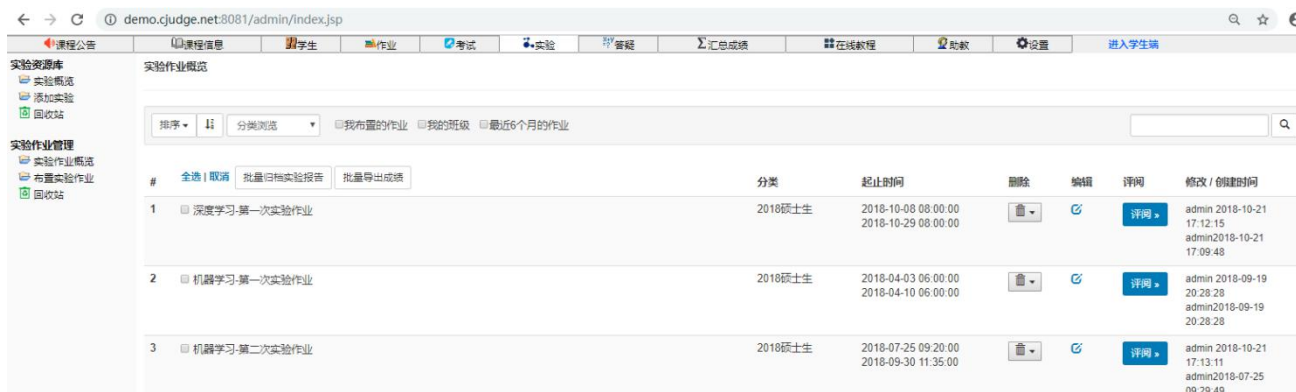 demo.cjudge.net:8081/admin/index.jsp
课程公告 课程信息 学生 作业 考试 实验 答疑 汇总成绩 在线教程 助教 设置 进入学生端
实验资源库
实验概览
添加实验
回收站
实验作业管理
实验作业概览
布置实验作业
回收站
实验作业概览
排序 分类浏览 我布置的作业 我的班级 最近6个月的作业
# 全选 | 取消 批量归档实验报告 批量导出成绩 分类 起止时间 删除 编辑 评阅 修改 / 创建时间
1 深度学习-第一次实验作业 2018硕士生 2018-10-08 08:00:00 评阅 » admin 2018-10-21
2018-10-29 08:00:00 17:12:15
admin2018-10-21
17:09:48
2 机器学习-第一次实验作业 2018硕士生 2018-04-03 06:00:00 评阅 » admin 2018-09-19
2018-04-10 06:00:00 20:28:28
admin2018-09-19
20:28:28
3 机器学习-第二次实验作业 2018硕士生 2018-07-25 09:20:00 评阅 » admin 2018-10-21
2018-09-30 11:35:00 17:13:11
admin2018-07-25
09:29:49